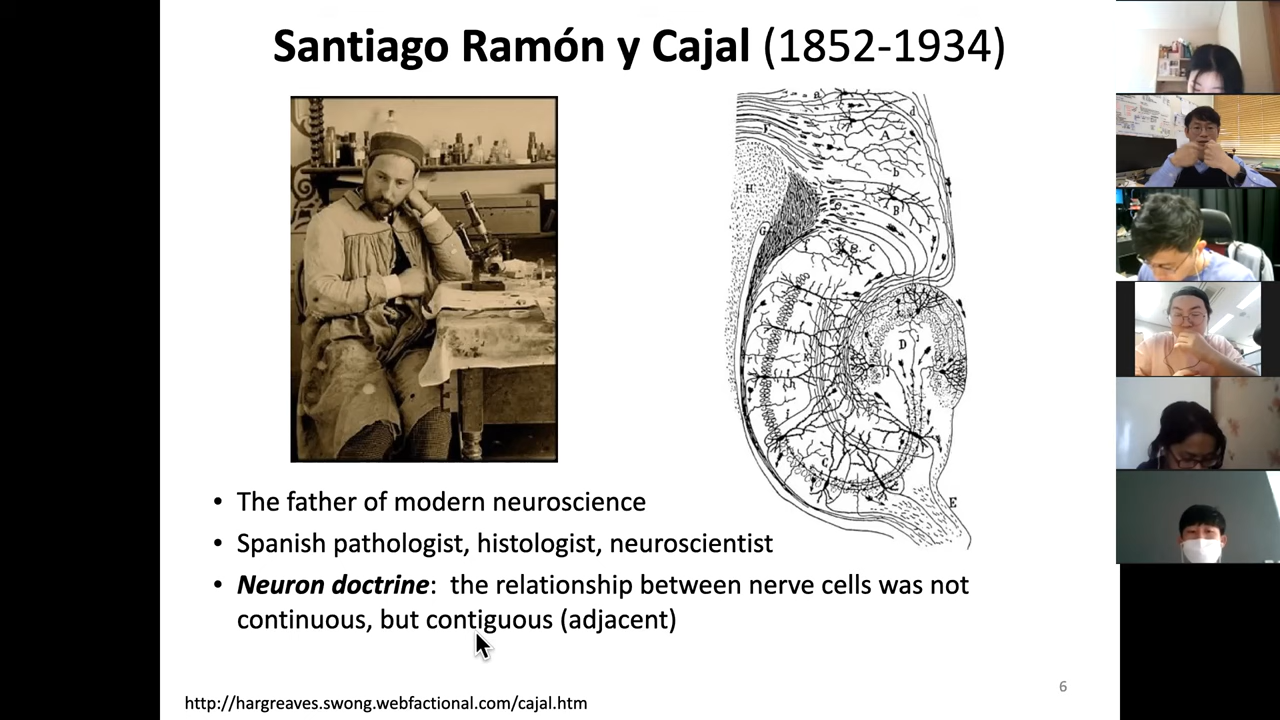 Santiago Ramón y Cajal (1852-1934)
a
d
A
F
b
H
B
e
G
g c
D
C
E
• The father of modern neuroscience
• Spanish pathologist, histologist, neuroscientist
• Neuron doctrine: the relationship between nerve cells was not
continuous, but contiguous (adjacent)
6
http://hargreaves.swong.webfactional.com/cajal.htm